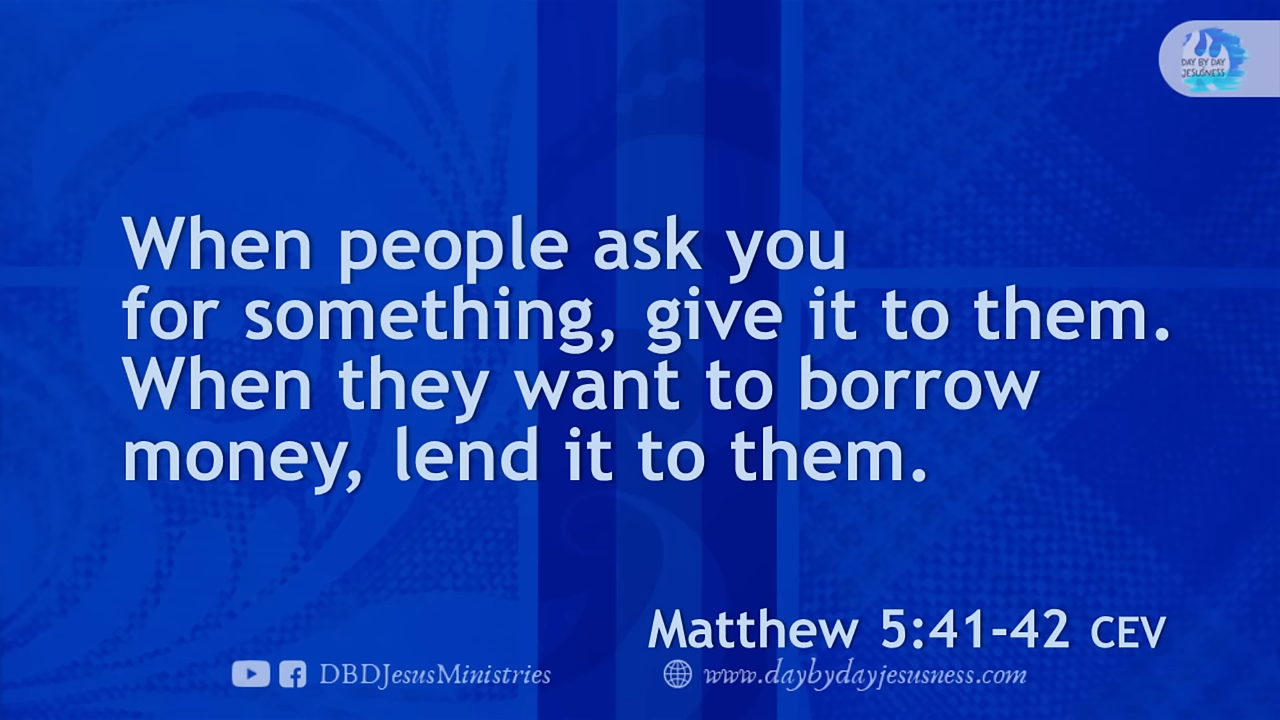 DAY BY DAY
JESUSNESS
When people ask you
for something, give it to them.
When they want to borrow
money, lend it to them.
Matthew 5:41-42 CEV
DBDJesusMinistries
www.daybydayjesusness.com